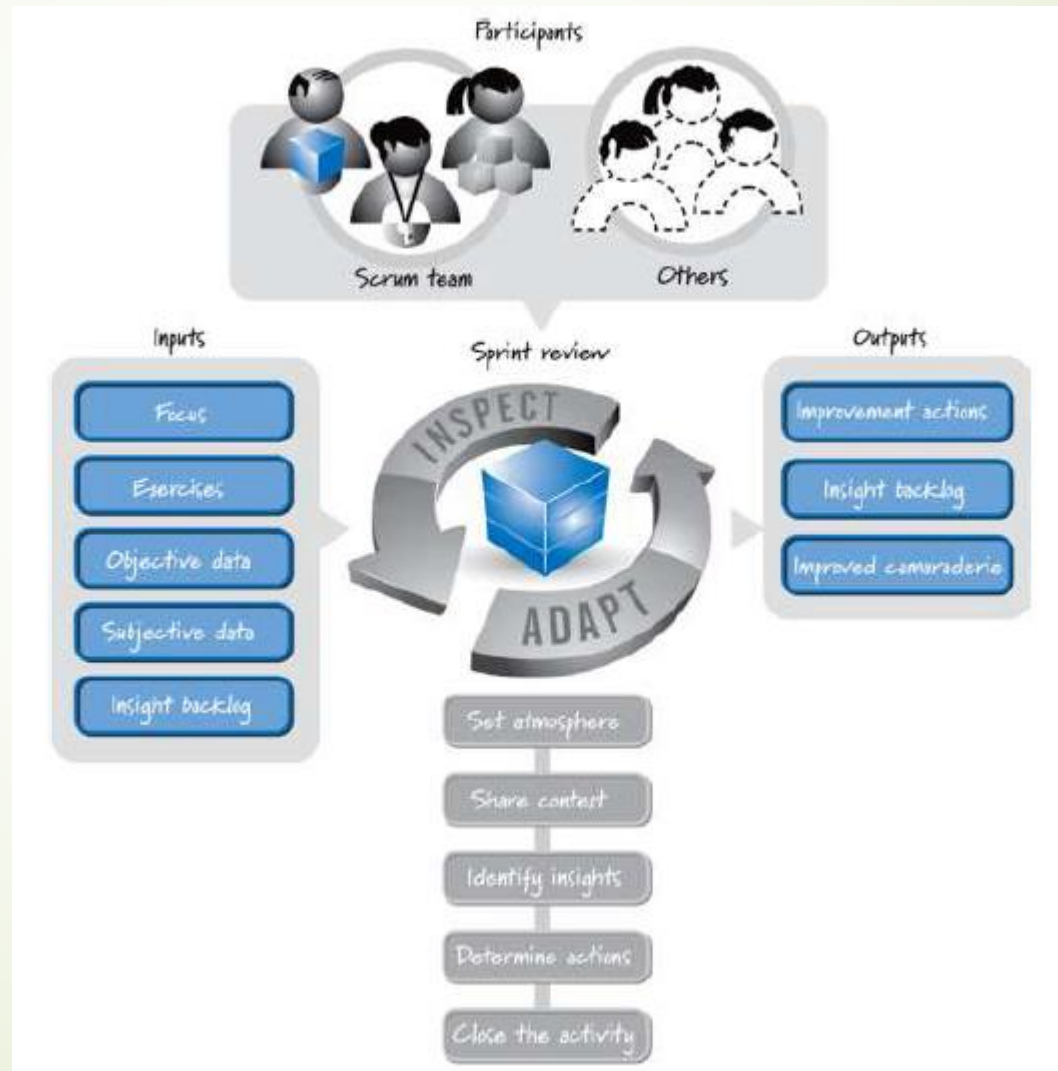 Participants
Scrum team
Others
Inputs
Focus
Exercises
Objective data
Subjective data
Insight backlog
Sprint review
INSPECT
ADAPT
Set atmosphere
Share context
Identify insights
Determine actions
Close the activity
Outputs
Improvement actions
Insight backlog
Improved camaraderie